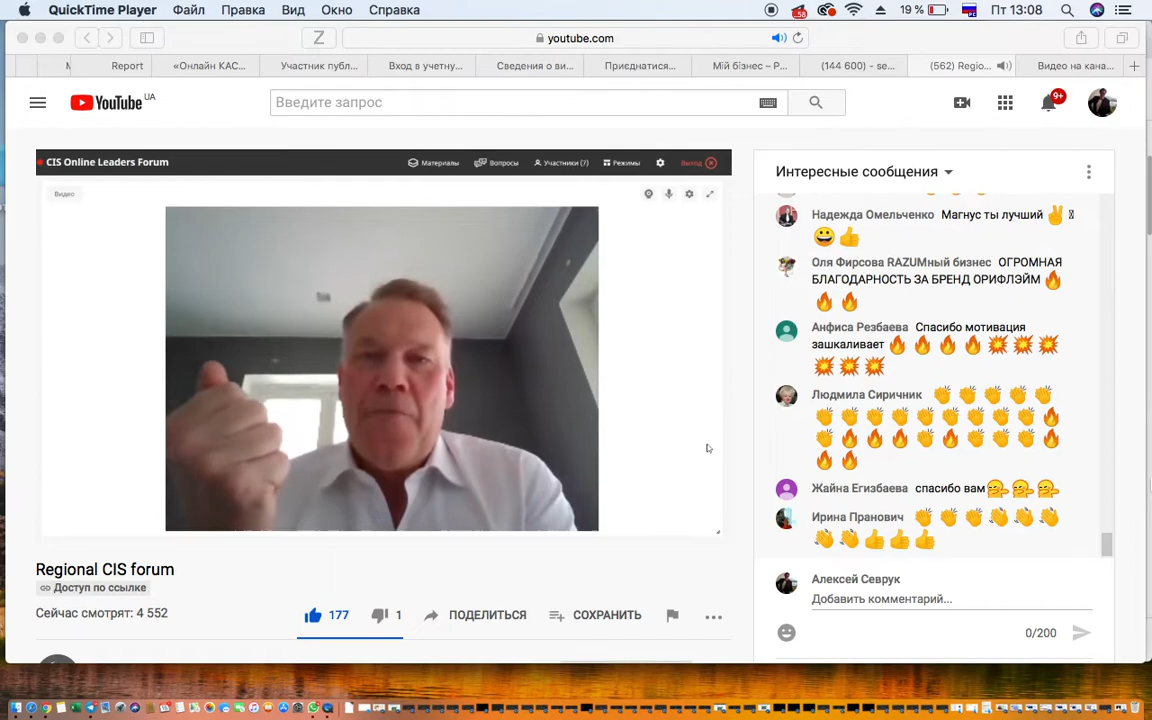 QuickTime Player Файл Правка Вид Окно Справка 58 19 % Пт 13:08
youtube.com
Report «Онлайн КАС... Участник публ... Вход в учетну... Сведения о ви... Приєднатися... Мій бізнес – P... (144 600) - se... (562) Regio... Видео на кана...
YouTube UA Введите запрос 9+
CIS Online Leaders Forum Материалы Вопросы Участники (7) Режимы Выход
Видео
Интересные сообщения
Надежда Омельченко Магнус ты лучший ✌
😀 👍
Оля Фирсова RAZUMный бизнес ОГРОМНАЯ
БЛАГОДАРНОСТЬ ЗА БРЕНД ОРИФЛЭЙМ 🔥
🔥 🔥
Анфиса Резбаева Спасибо мотивация
зашкаливает 🔥 🔥 🔥 🔥 💥 💥 💥
💥 💥 💥
Людмила Сиричник 👏 👏 👏 👏 👏
👏 👏 👏 👏 👏 👏 👏 👏 👏 🔥
👏 🔥 🔥 🔥 👏 🔥 👏 👏 👏 🔥
🔥 🔥
Жайна Егизбаева спасибо вам
Ирина Пранович 👏 👏 👏 👋 👋 👋
👋 👋 👍 👍 👍
Regional CIS forum
Доступ по ссылке
Сейчас смотрят: 4 552
177 1 ПОДЕЛИТЬСЯ СОХРАНИТЬ
Алексей Севрук
Добавить комментарий...
0/200